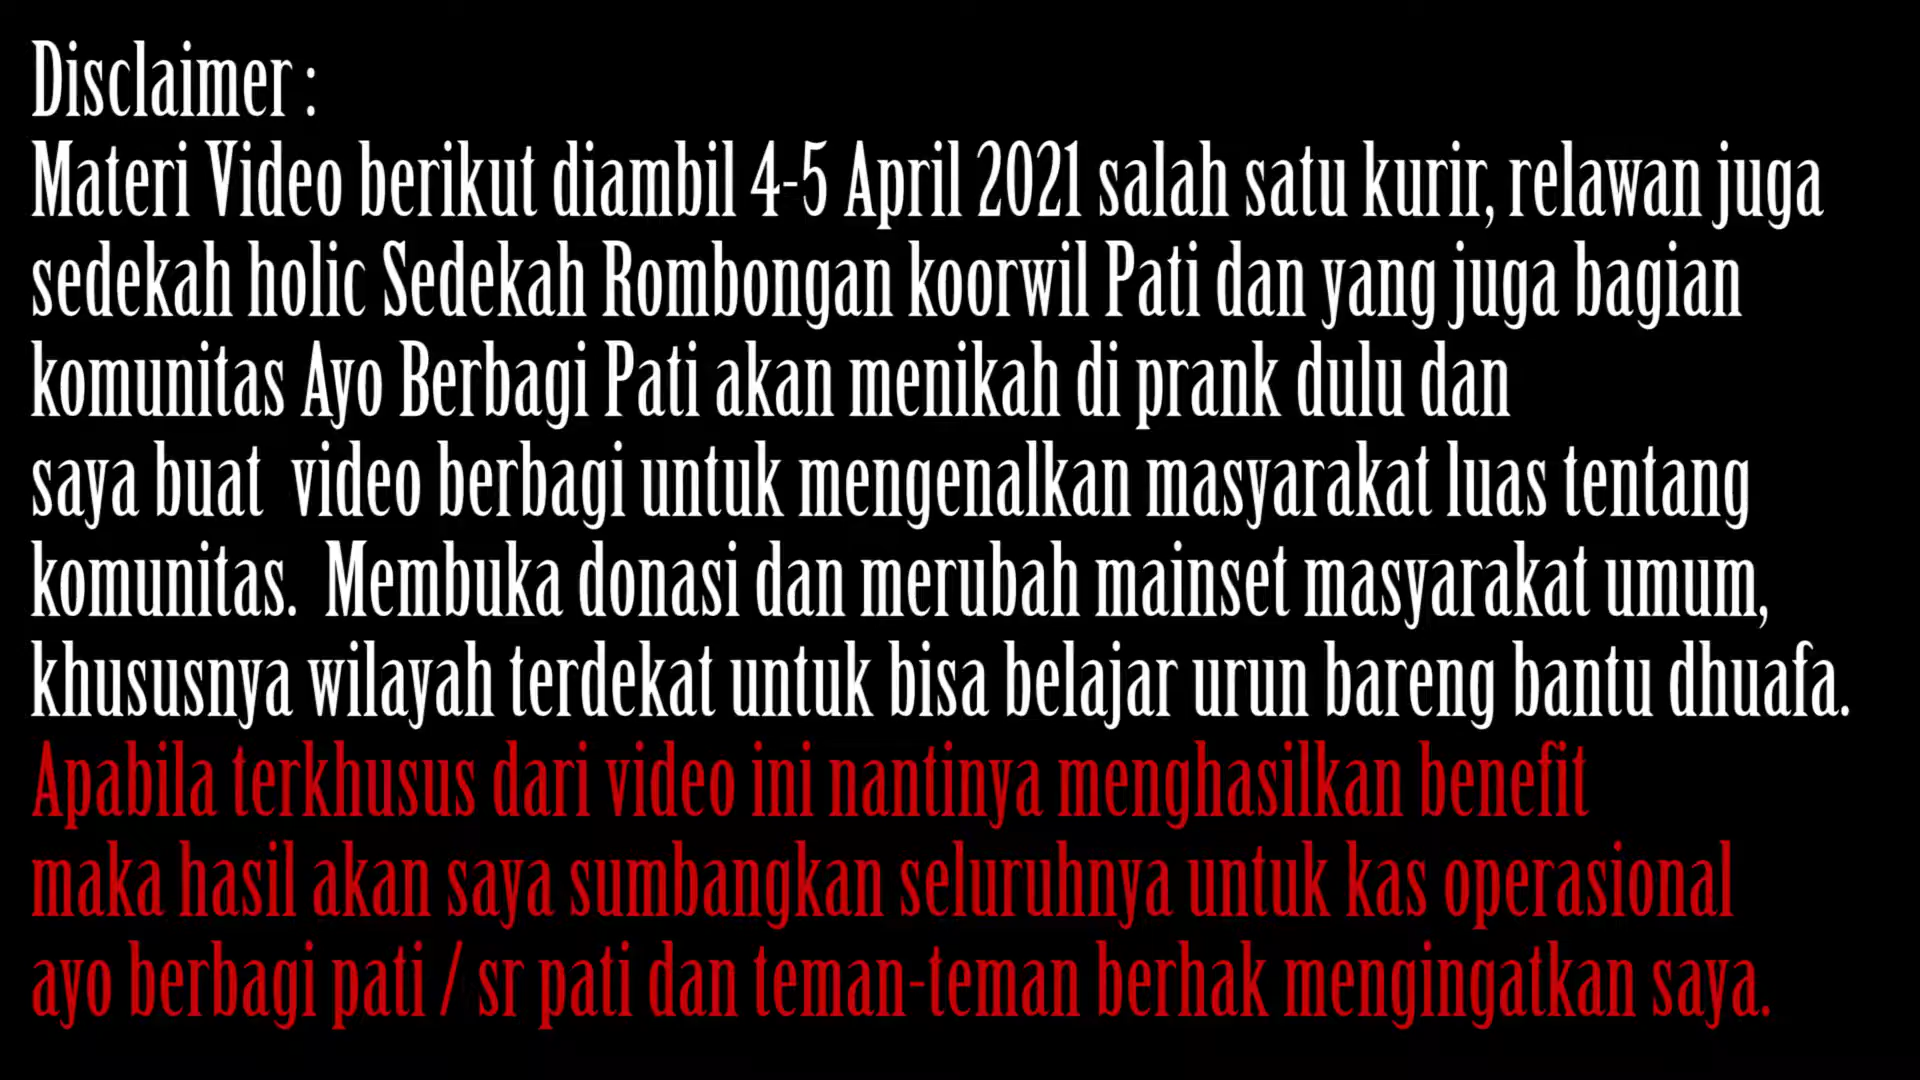 Disclaimer :
Materi Video berikut diambil 4-5 April 2021 salah satu kurir, relawan juga
sedekah holic Sedekah Rombongan koorwil Pati dan yang juga bagian
komunitas Ayo Berbagi Pati akan menikah di prank dulu dan
saya buat  video berbagi untuk mengenalkan masyarakat luas tentang
komunitas.  Membuka donasi dan merubah mainset masyarakat umum,
khususnya wilayah terdekat untuk bisa belajar urun bareng bantu dhuafa.
Apabila terkhusus dari video ini nantinya menghasilkan benefit
maka hasil akan saya sumbangkan seluruhnya untuk kas operasional
ayo berbagi pati / sr pati dan teman-teman berhak mengingatkan saya.